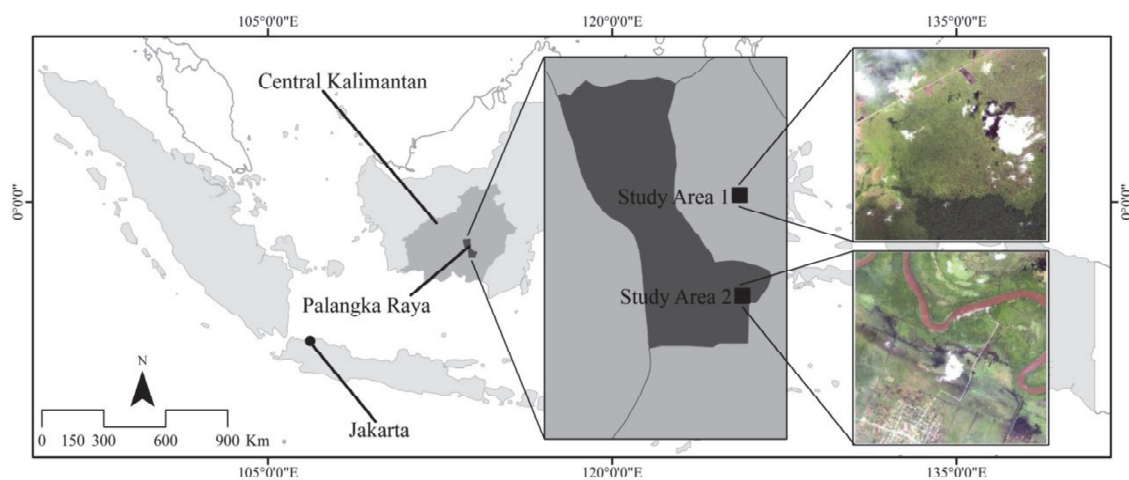 105°0'0"E 120°0'0"E 135°0'0"E
Central Kalimantan
0°0'0"
Study Area 1
0°0'0"
Palangka Raya
Study Area 2
N
0 150 300 600 900 Km
Jakarta
105°0'0"E 120°0'0"E 135°0'0"E